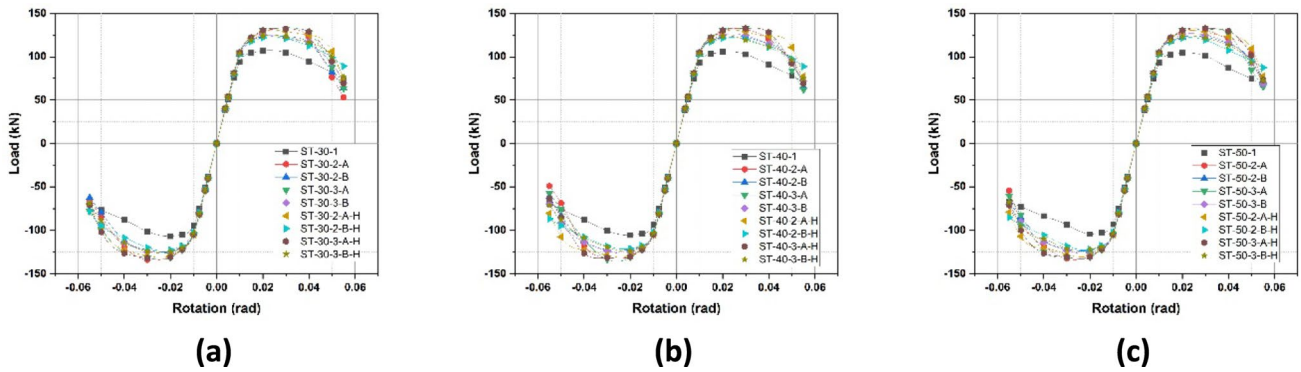 150
100
50
0
-50
-100
-150
Load (kN)
-0.06 -0.04 -0.02 0.00 0.02 0.04 0.06
Rotation (rad)
ST-30-1
ST-30-2-A
ST-30-2-B
ST-30-3-A
ST-30-3-B
ST-30-2-A-H
ST-30-2-B-H
ST-30-3-A-H
ST-30-3-B-H
(a)
150
100
50
0
-50
-100
-150
Load (kN)
-0.06 -0.04 -0.02 0.00 0.02 0.04 0.06
Rotation (rad)
ST-40-1
ST-40-2-A
ST-40-2-B
ST-40-3-A
ST-40-3-B
ST-40-2-A-H
ST-40-2-B-H
ST-40-3-A-H
ST-40-3-B-H
(b)
150
100
50
0
-50
-100
-150
Load (kN)
-0.06 -0.04 -0.02 0.00 0.02 0.04 0.06
Rotation (rad)
ST-50-1
ST-50-2-A
ST-50-2-B
ST-50-3-A
ST-50-3-B
ST-50-2-A-H
ST-50-2-B-H
ST-50-3-A-H
ST-50-3-B-H
(c)